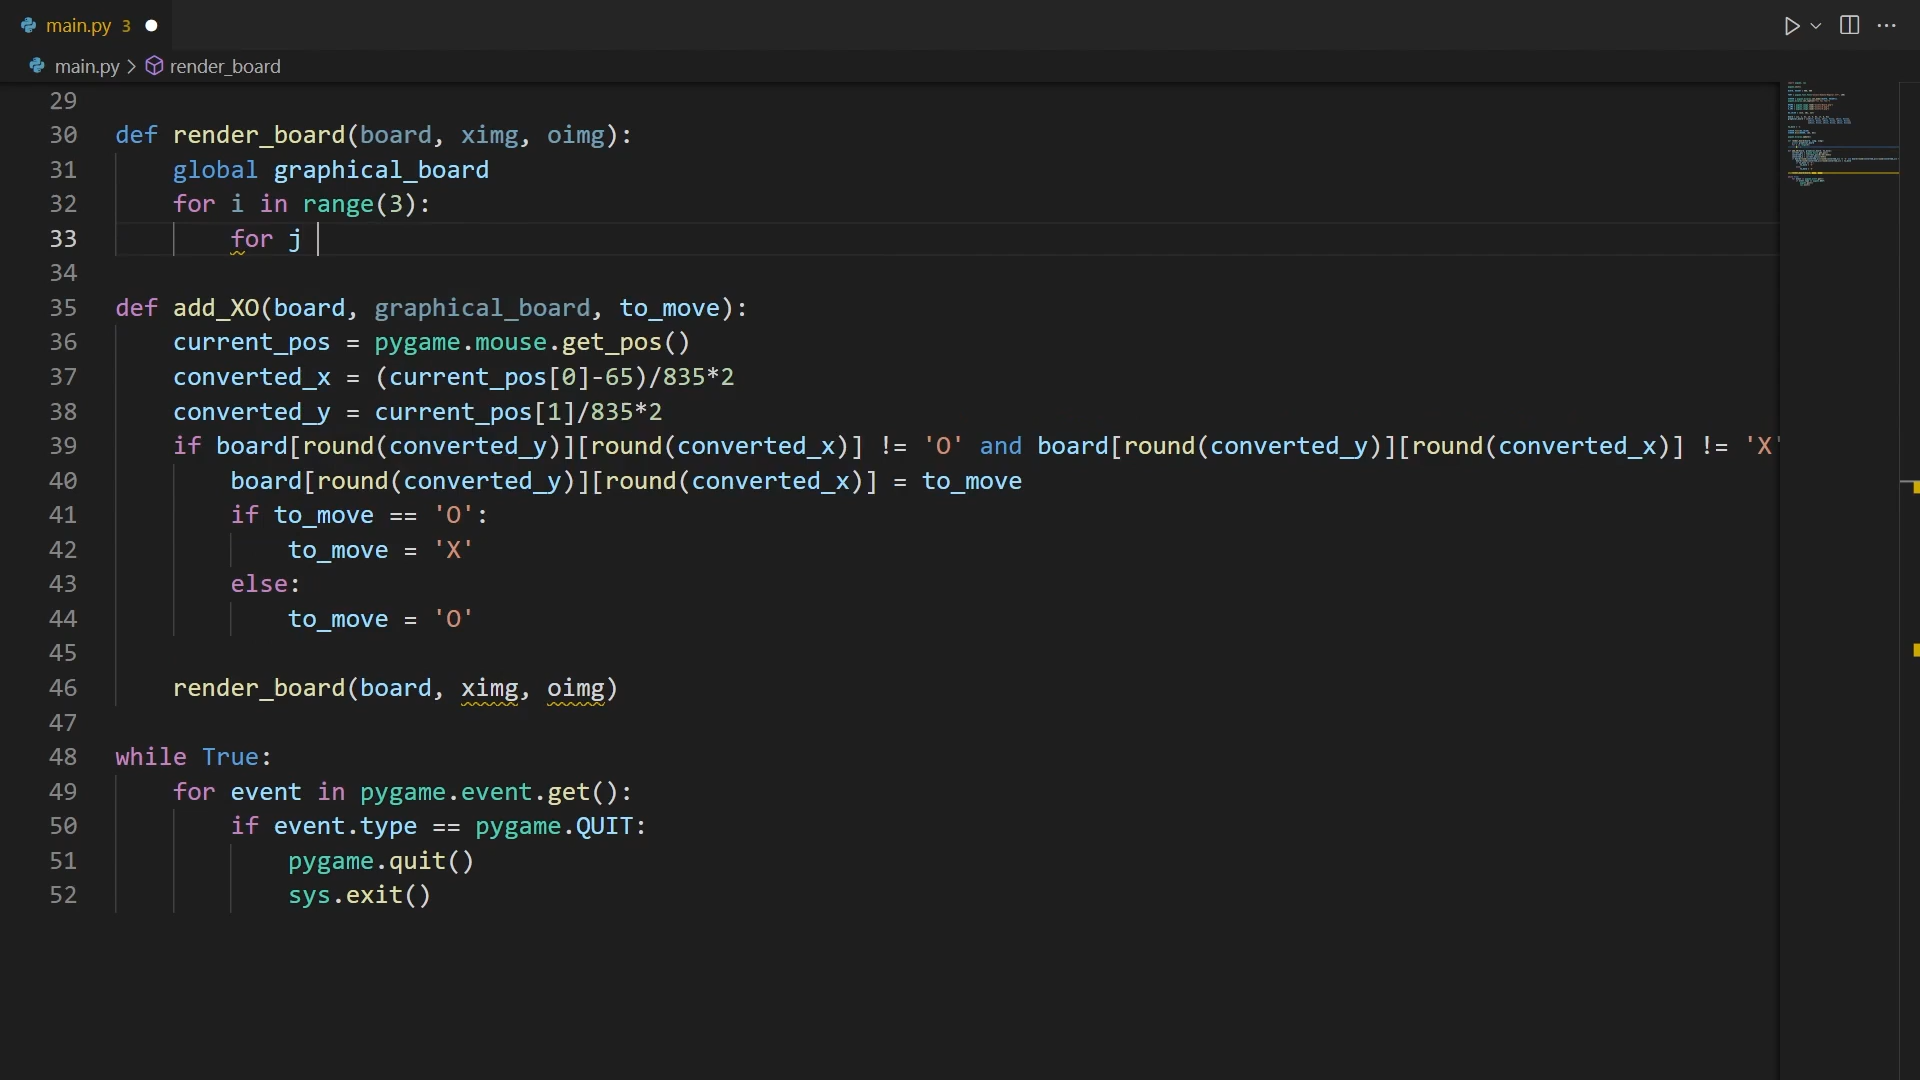 main.py 3
main.py > render_board
29
30 def render_board(board, ximg, oimg):
31     global graphical_board
32     for i in range(3):
33         for j
34
35 def add_XO(board, graphical_board, to_move):
36     current_pos = pygame.mouse.get_pos()
37     converted_x = (current_pos[0]-65)/835*2
38     converted_y = current_pos[1]/835*2
39     if board[round(converted_y)][round(converted_x)] != 'O' and board[round(converted_y)][round(converted_x)] != 'X'
40         board[round(converted_y)][round(converted_x)] = to_move
41         if to_move == 'O':
42             to_move = 'X'
43         else:
44             to_move = 'O'
45
46     render_board(board, ximg, oimg)
47
48 while True:
49     for event in pygame.event.get():
50         if event.type == pygame.QUIT:
51             pygame.quit()
52             sys.exit()